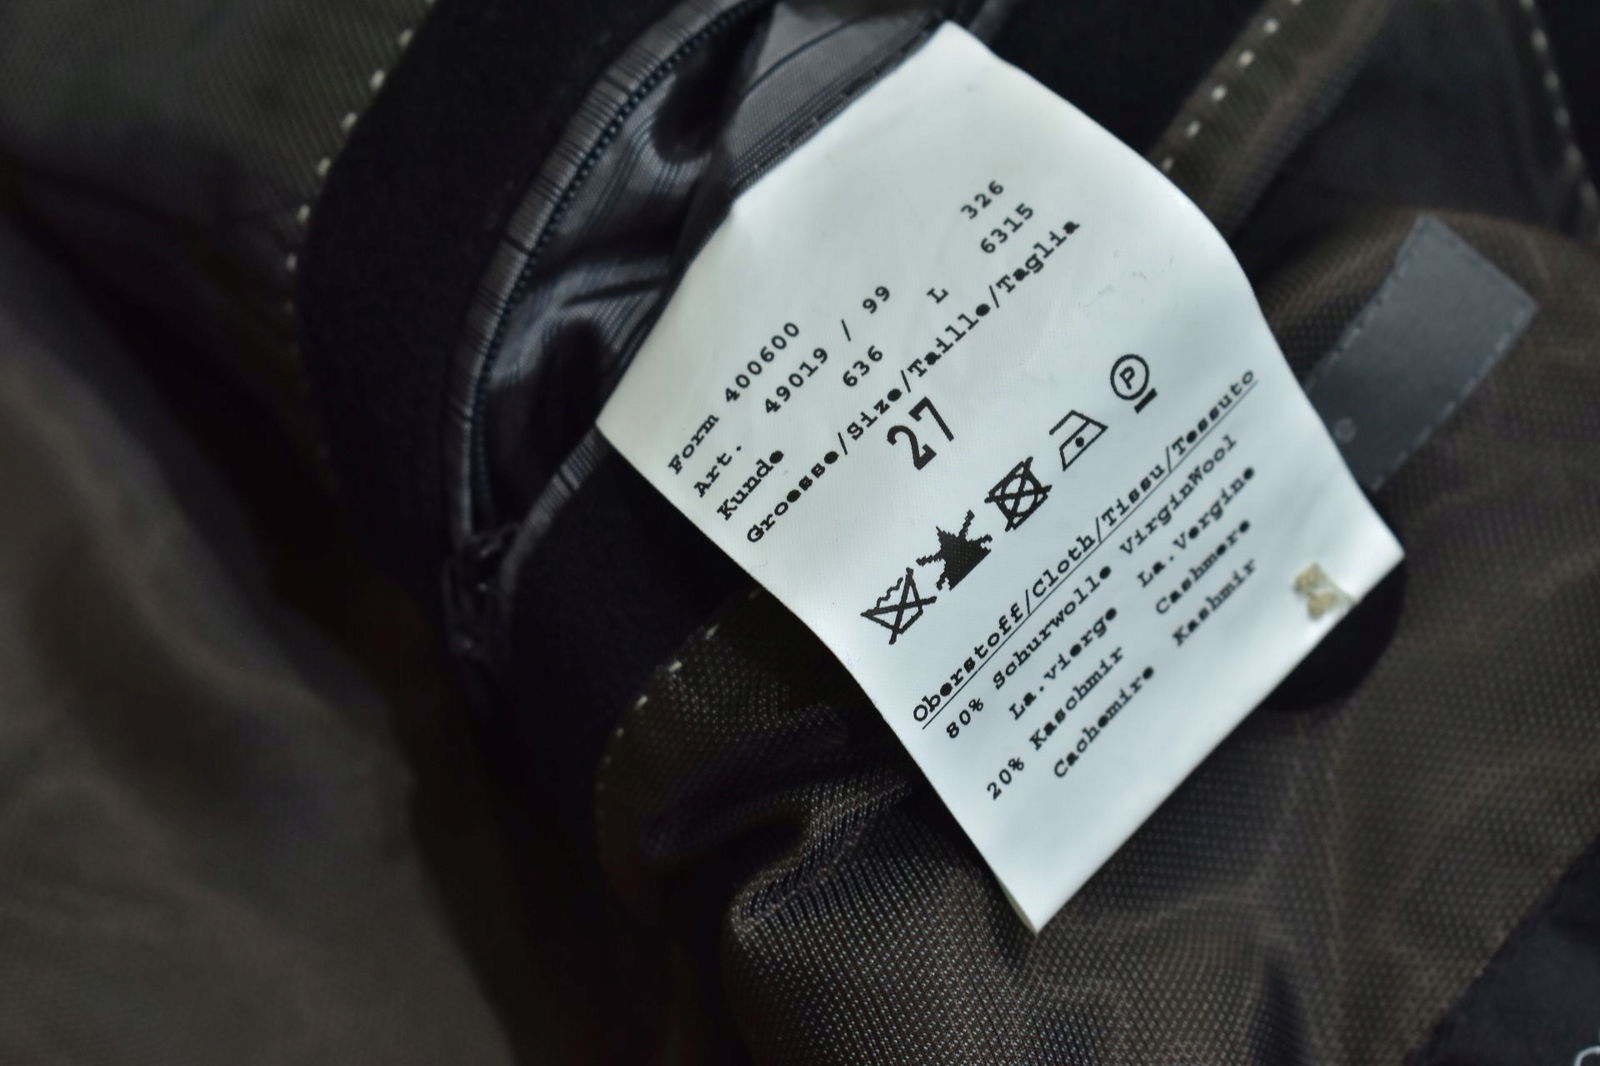 326
Form 400600 6315
Art. 49019 / 99
Kunde 636 L
Groesse/Size/Taille/Taglia
27
P
Oberstoff/Cloth/Tissu/Tessuto
80% Schurwolle VirginWool
La.vierge La.Vergine
20% Kaschmir Cashmere
Cachemire Kashmir